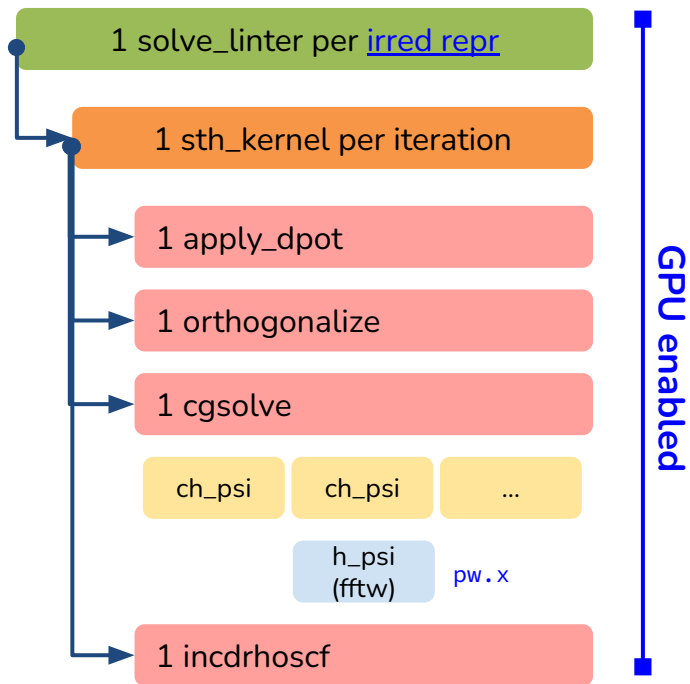 1 solve_linter per irred repr
1 sth_kernel per iteration
1 apply_dpot
1 orthogonalize
1 cgsolve
ch_psi
ch_psi
...
h_psi
(fftw)
pw.x
1 incdrhoscf
GPU enabled